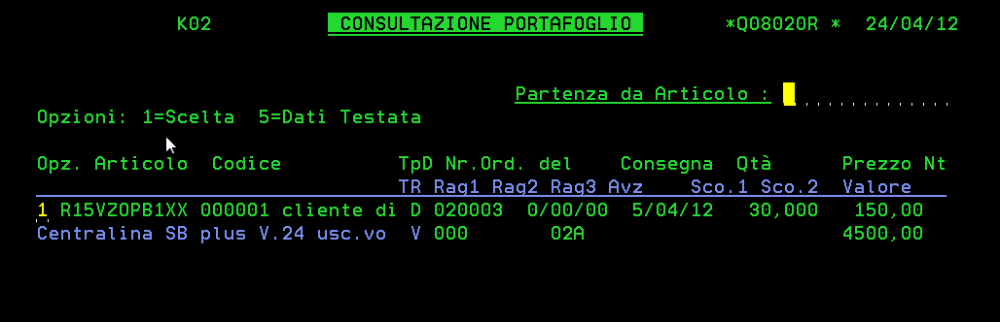 K02 CONSULTAZIONE PORTAFOGLIO *Q08020R * 24/04/12
Partenza da Articolo :
Opzioni: 1=Scelta 5=Dati Testata
Opz. Articolo Codice TpD Nr.Ord. del Consegna Qtà Prezzo Nt
TR Rag1 Rag2 Rag3 Avz Sco.1 Sco.2 Valore
1 R15VZOPB1XX 000001 cliente di D 020003 0/00/00 5/04/12 30,000 150,00
Centralina SB plus V.24 usc.vo V 000 02A 4500,00